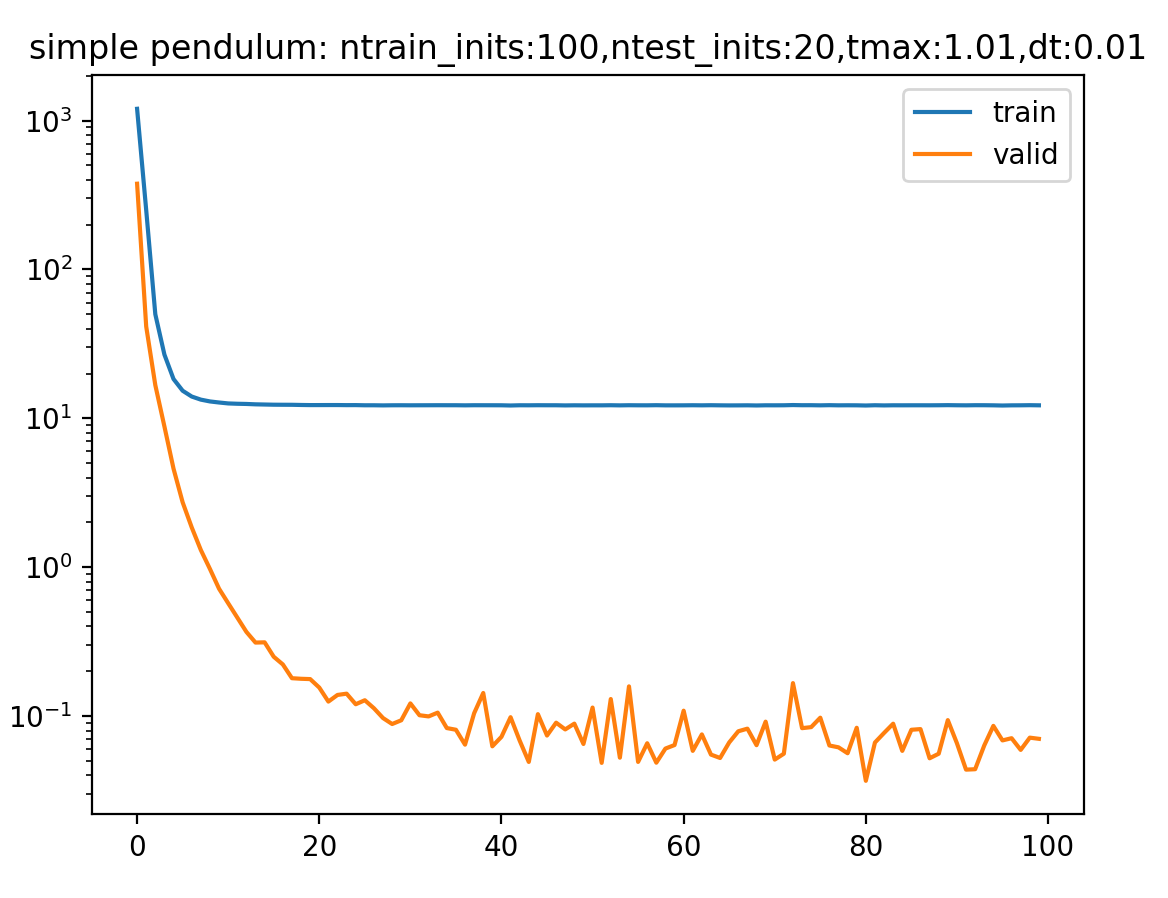 simple pendulum: ntrain_inits:100,ntest_inits:20,tmax:1.01,dt:0.01
train
valid
10³
10²
10¹
10⁰
10⁻¹
0 20 40 60 80 100